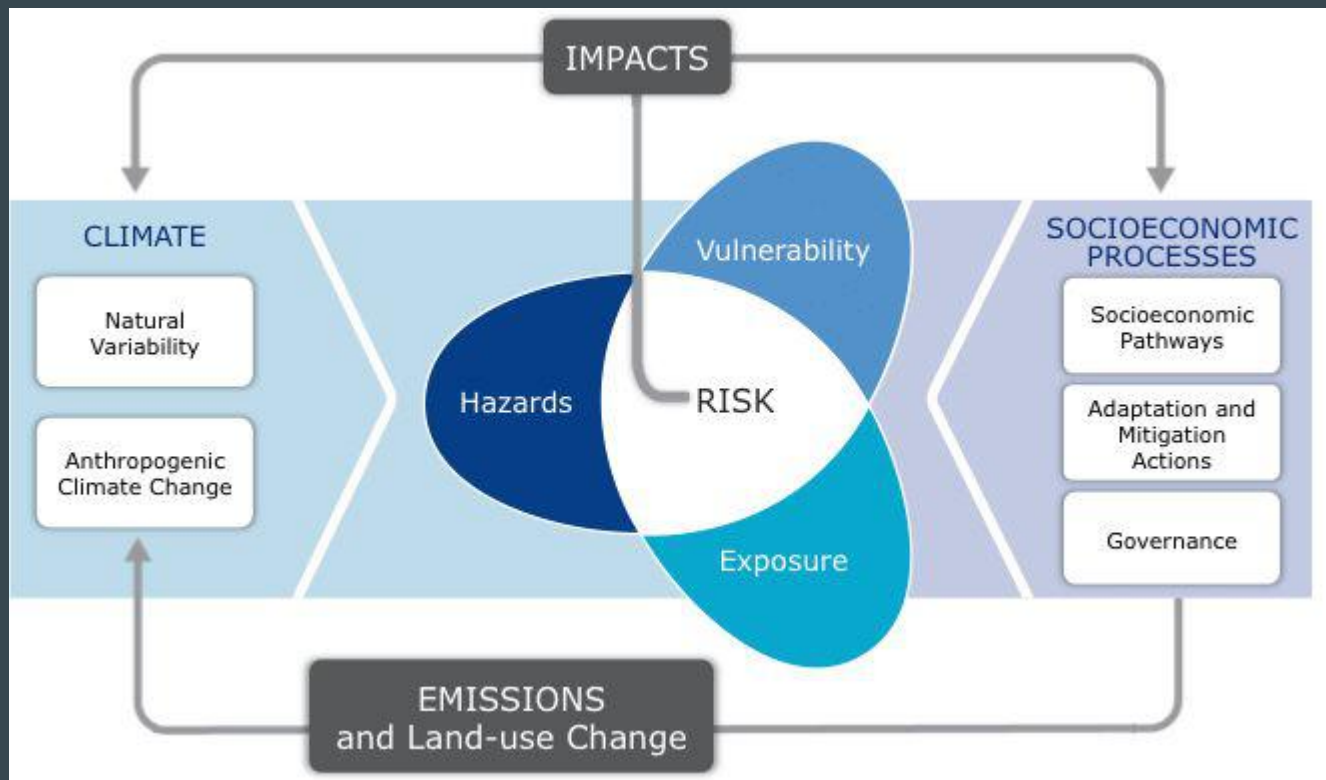 IMPACTS
CLIMATE
Natural
Variability
Anthropogenic
Climate Change
Vulnerability
Hazards
RISK
Exposure
SOCIOECONOMIC
PROCESSES
Socioeconomic
Pathways
Adaptation and
Mitigation
Actions
Governance
EMISSIONS
and Land-use Change